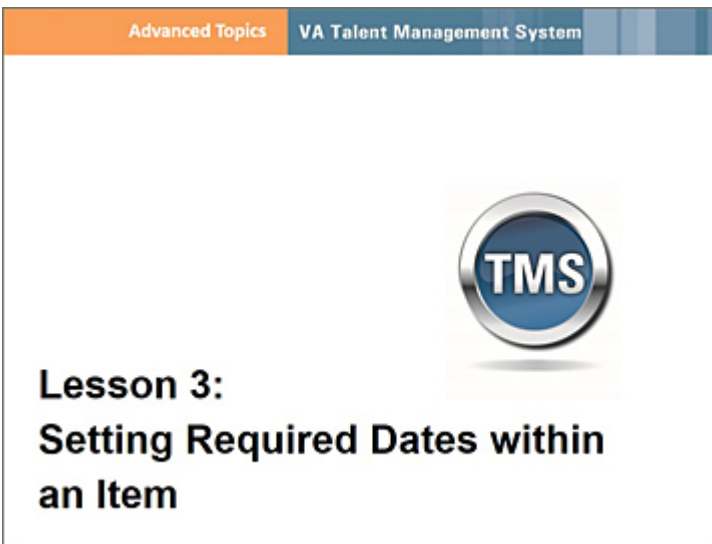 Advanced Topics VA Talent Management System
TMS
Lesson 3:
Setting Required Dates within
an Item